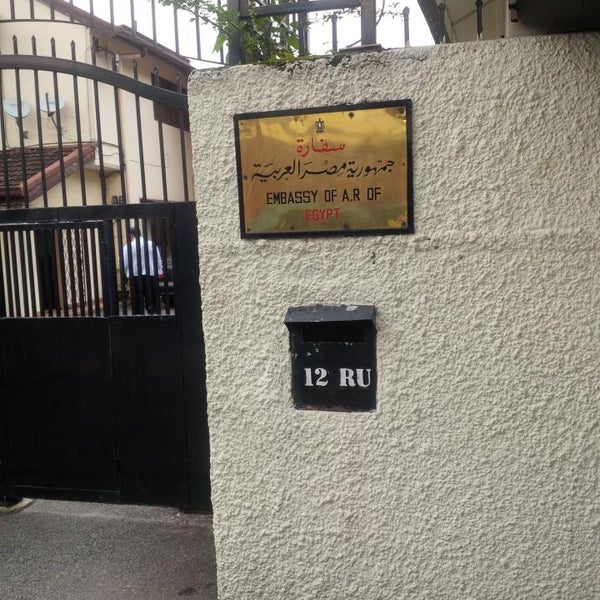 سفارة
جمهورية مصر العربية
EMBASSY OF A.R OF
EGYPT
12 RU